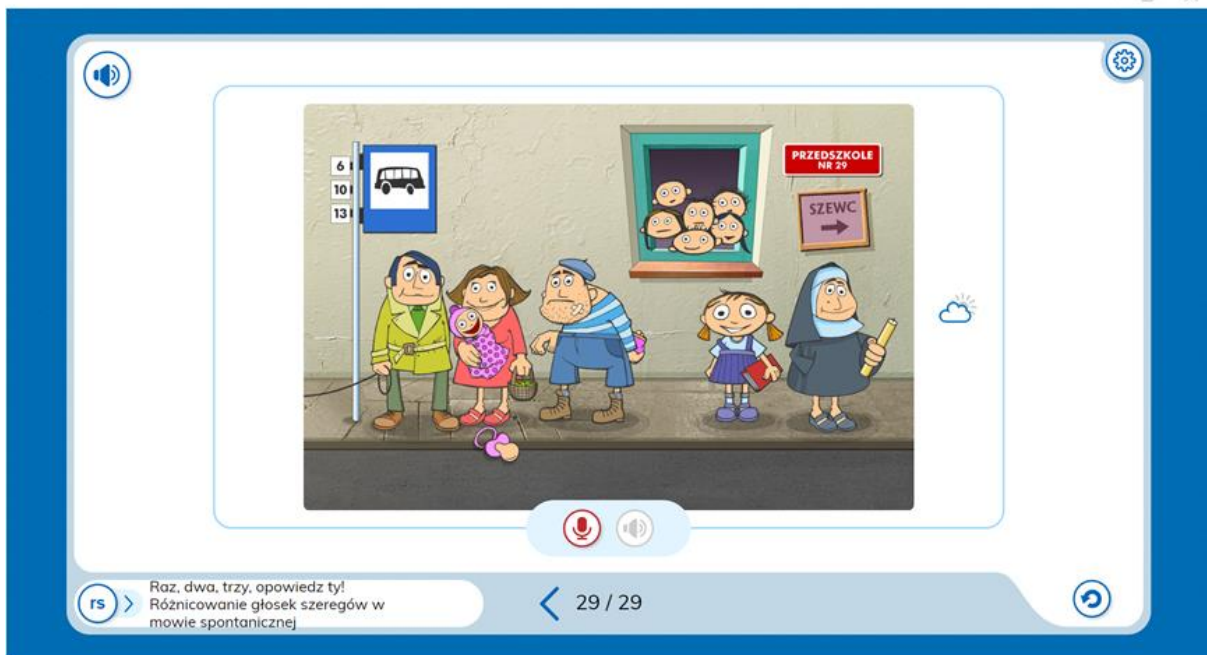 6
10
13
PRZEDSZKOLE
NR 29
SZEWC
rs
Raz, dwa, trzy, opowiedz ty!
Różnicowanie głosek szeregów w
mowie spontanicznej
29 / 29